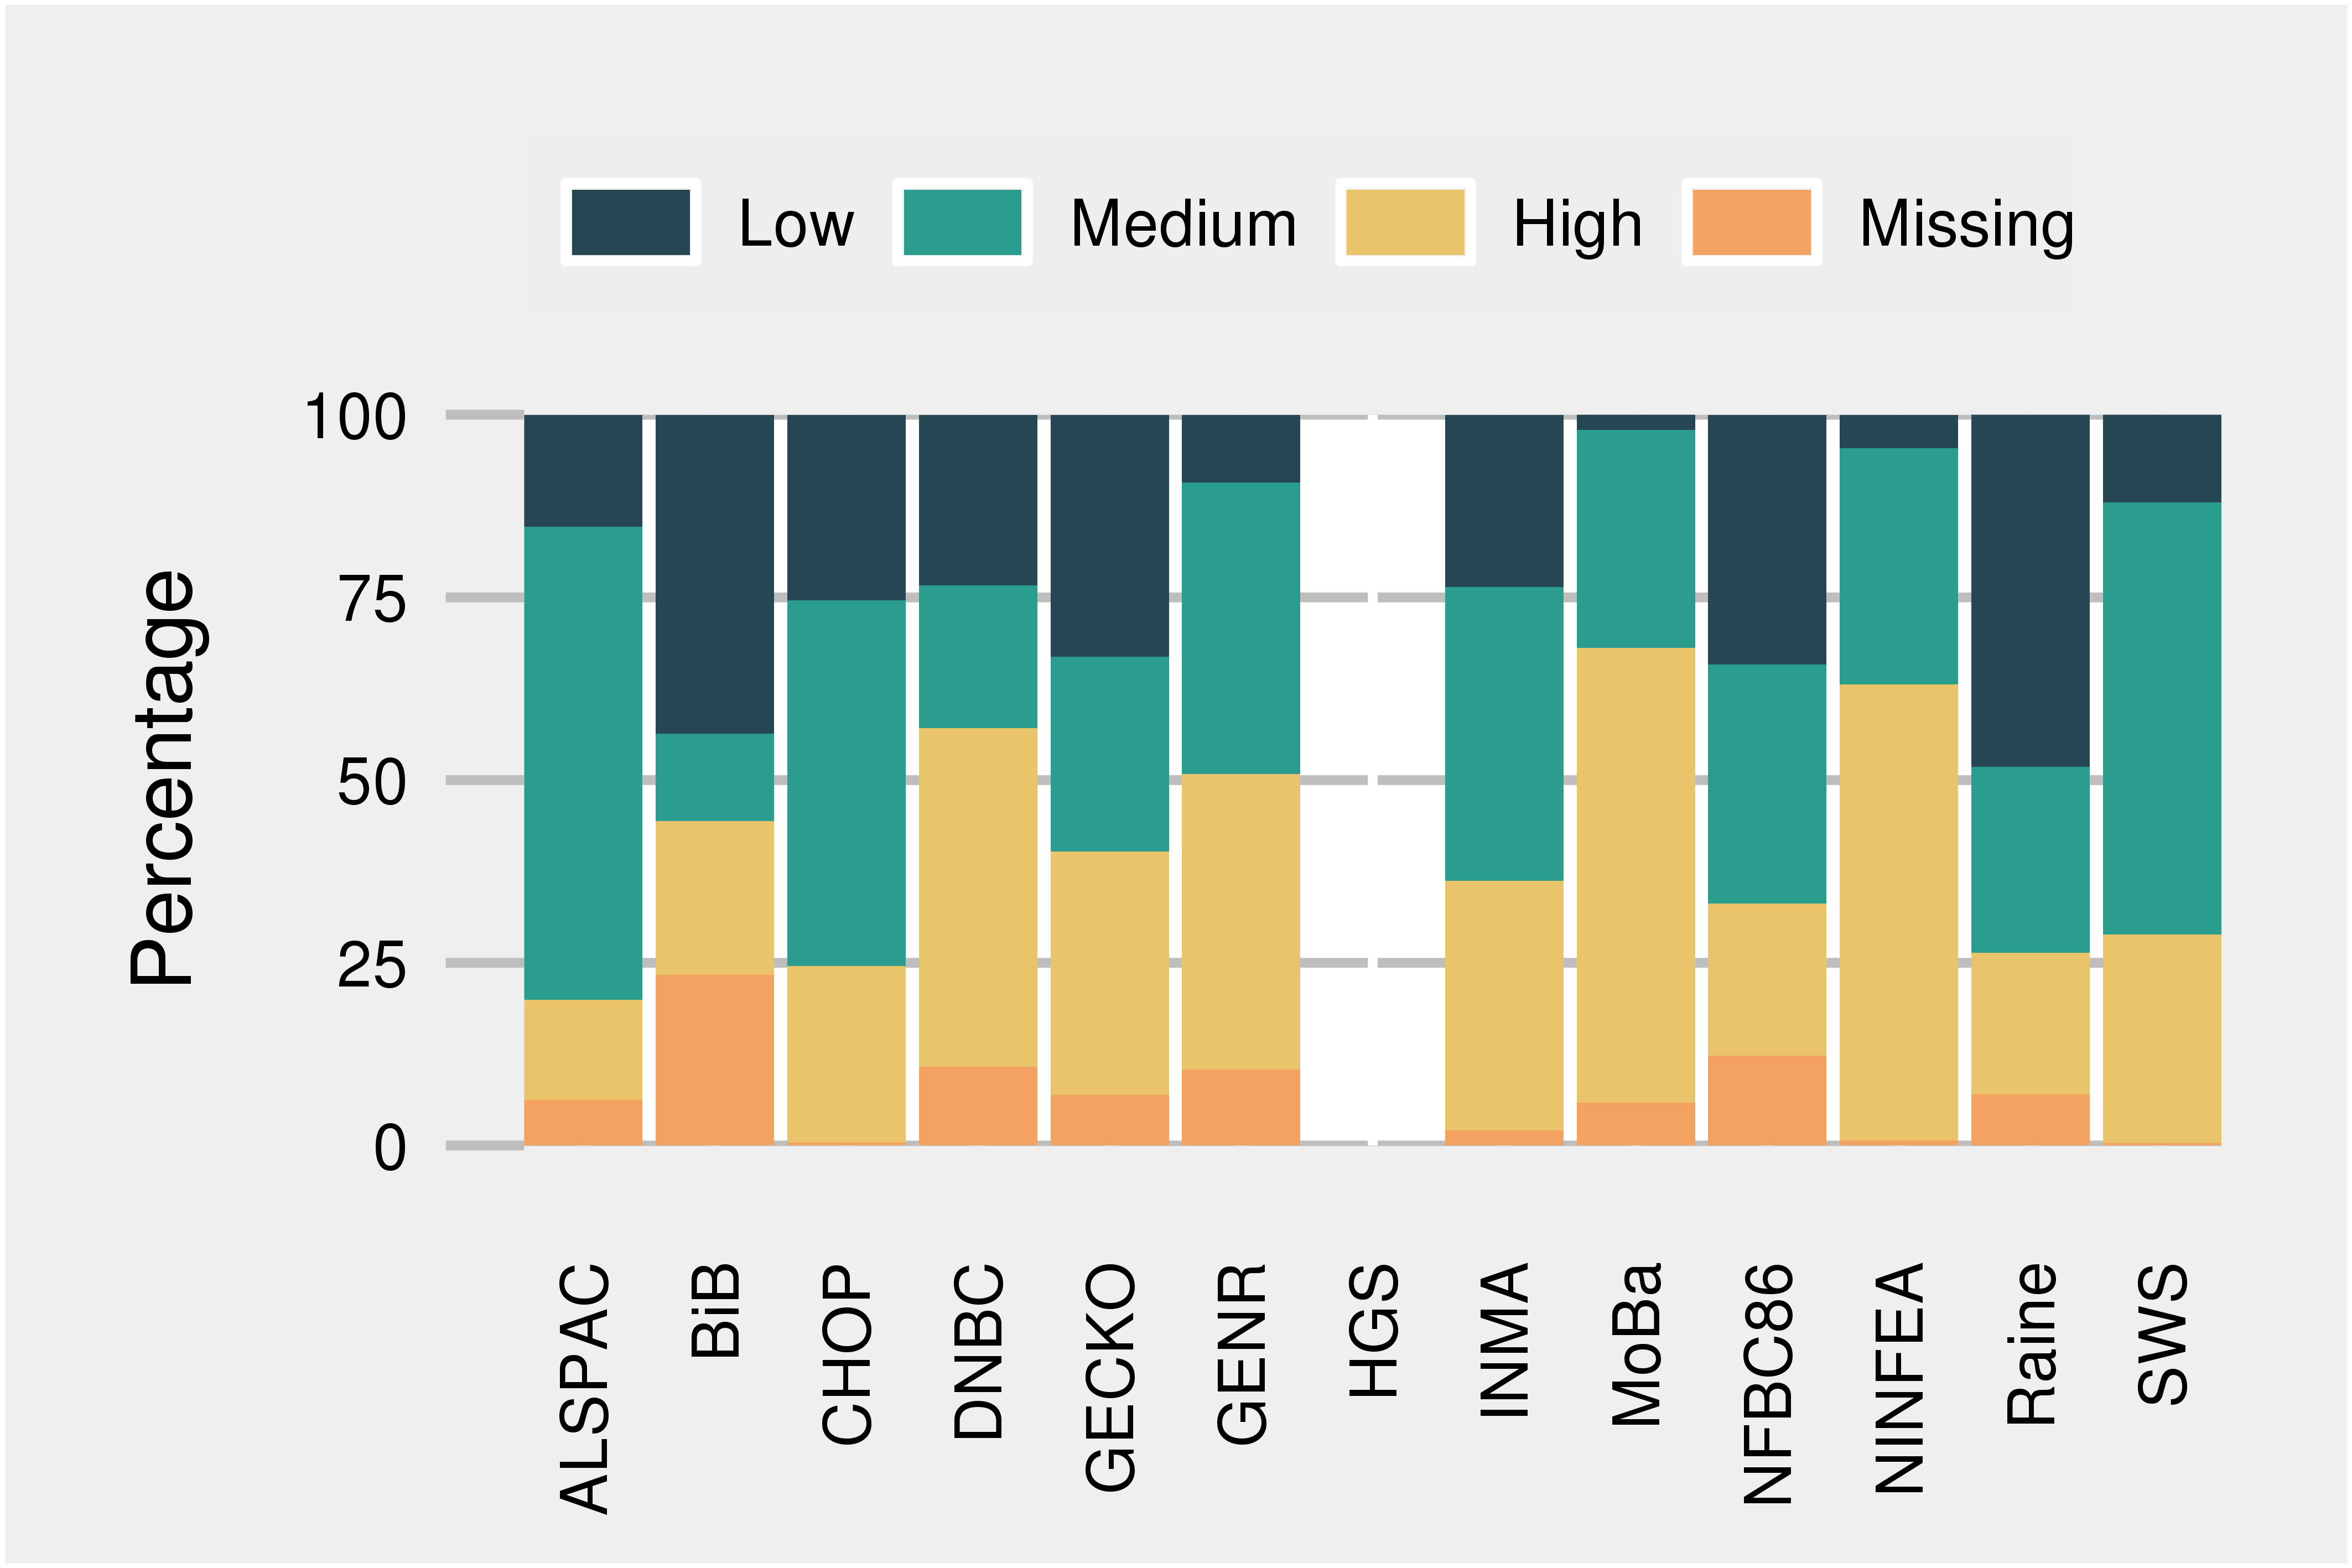 Low Medium High Missing
Percentage
100
75
50
25
0
ALSPAC
BiB
CHOP
DNBC
GECKO
GENR
HGS
INMA
MoBa
NFBC86
NINFEA
Raine
SWS